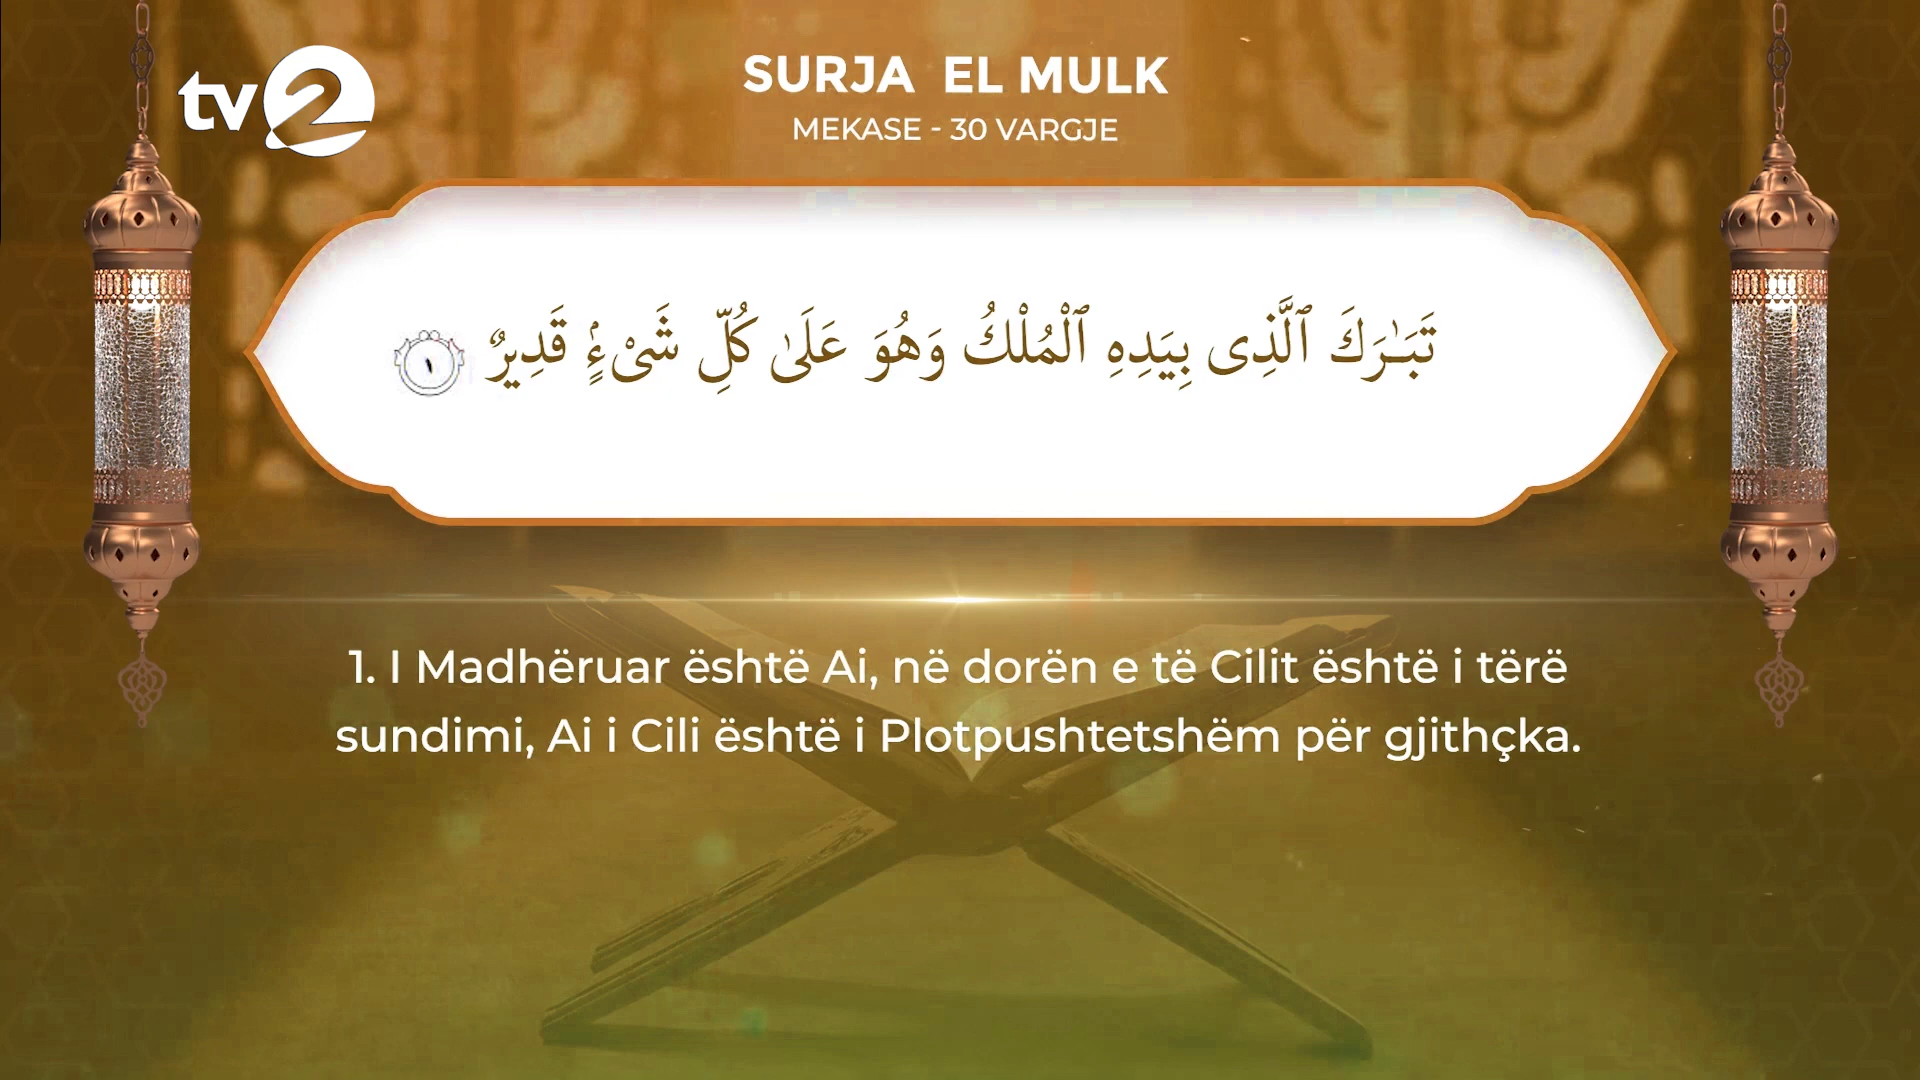 tv2
SURJA EL MULK
MEKASE - 30 VARGJE
تَبَـٰرَكَ ٱلَّذِى بِيَدِهِ ٱلْمُلْكُ وَهُوَ عَلَىٰ كُلِّ شَىْءٍۢ قَدِيرٌ ١
1. I Madhëruar është Ai, në dorën e të Cilit është i tërë
sundimi, Ai i Cili është i Plotpushtetshëm për gjithçka.